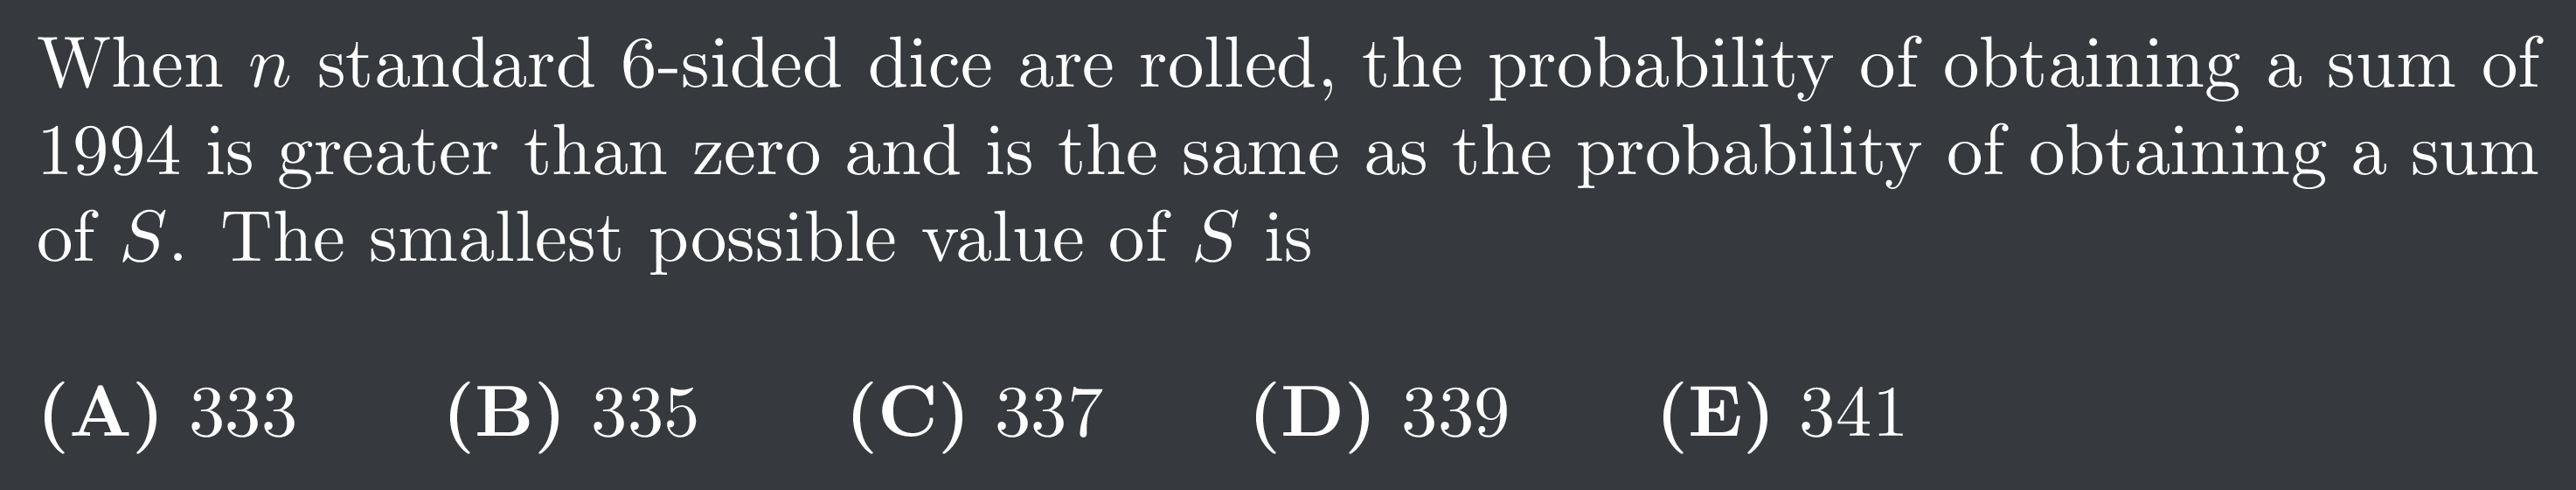 When n standard 6-sided dice are rolled, the probability of obtaining a sum of
1994 is greater than zero and is the same as the probability of obtaining a sum
of S. The smallest possible value of S is
(A) 333 (B) 335 (C) 337 (D) 339 (E) 341